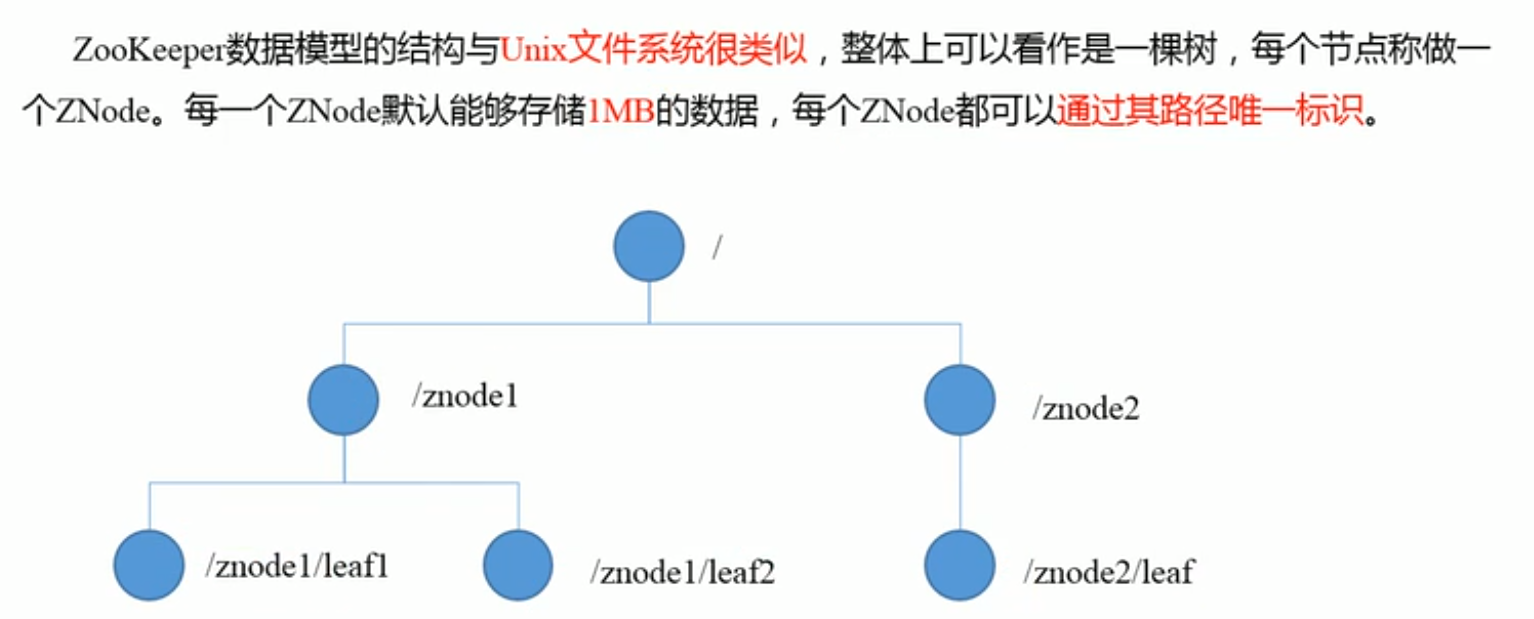 ZooKeeper数据模型的结构与Unix文件系统很类似，整体上可以看作是一棵树，每个节点称做一
个ZNode。每一个ZNode默认能够存储1MB的数据，每个ZNode都可以通过其路径唯一标识。
/
/znode1
/znode2
/znode1/leaf1
/znode1/leaf2
/znode2/leaf